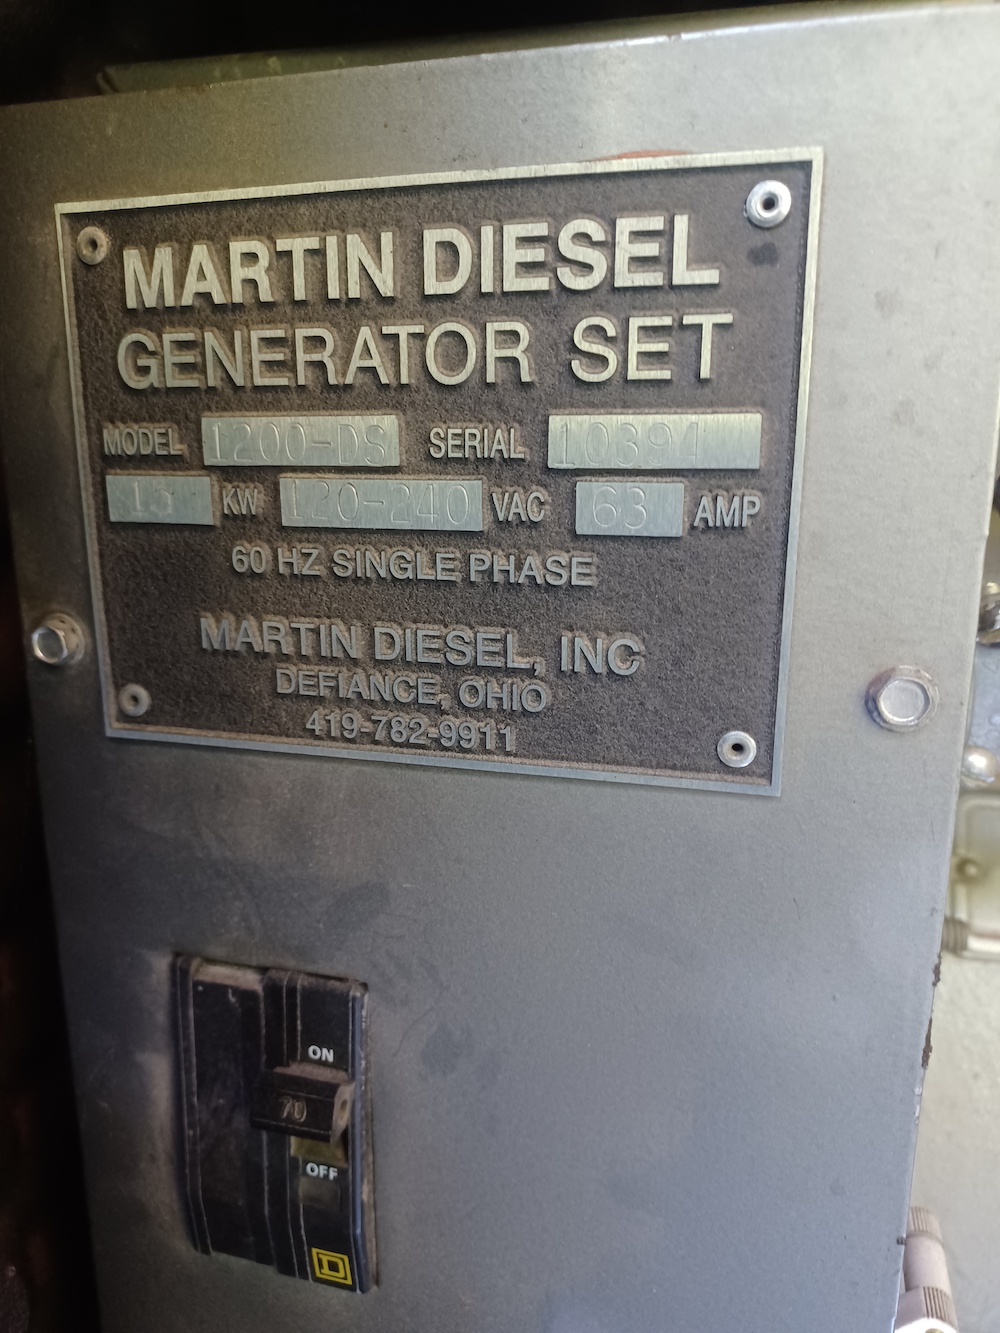 MARTIN DIESEL
GENERATOR SET
MODEL 1200-DS SERIAL 10394
15 KW 120-240 VAC 63 AMP
60 HZ SINGLE PHASE
MARTIN DIESEL, INC
DEFIANCE, OHIO
419-782-9911
ON
70
OFF
D